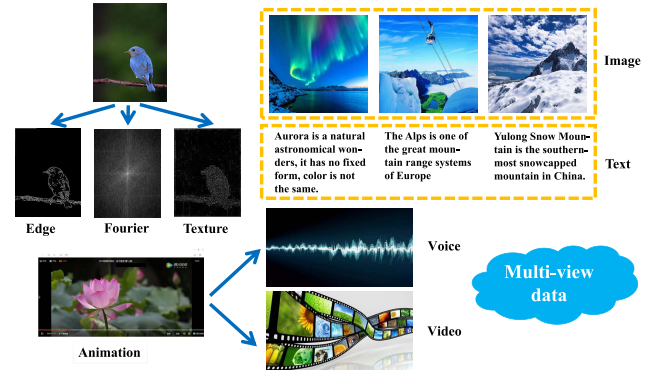 Image
Aurora is a natural
astronomical won-
ders, it has no fixed
form, color is not
the same.
The Alps is one of
the great moun-
tain range systems
of Europe
Yulong Snow Moun-
tain is the southern-
most snowcapped
mountain in China.
Text
Edge
Fourier
Texture
Voice
Multi-view
data
Video
Animation